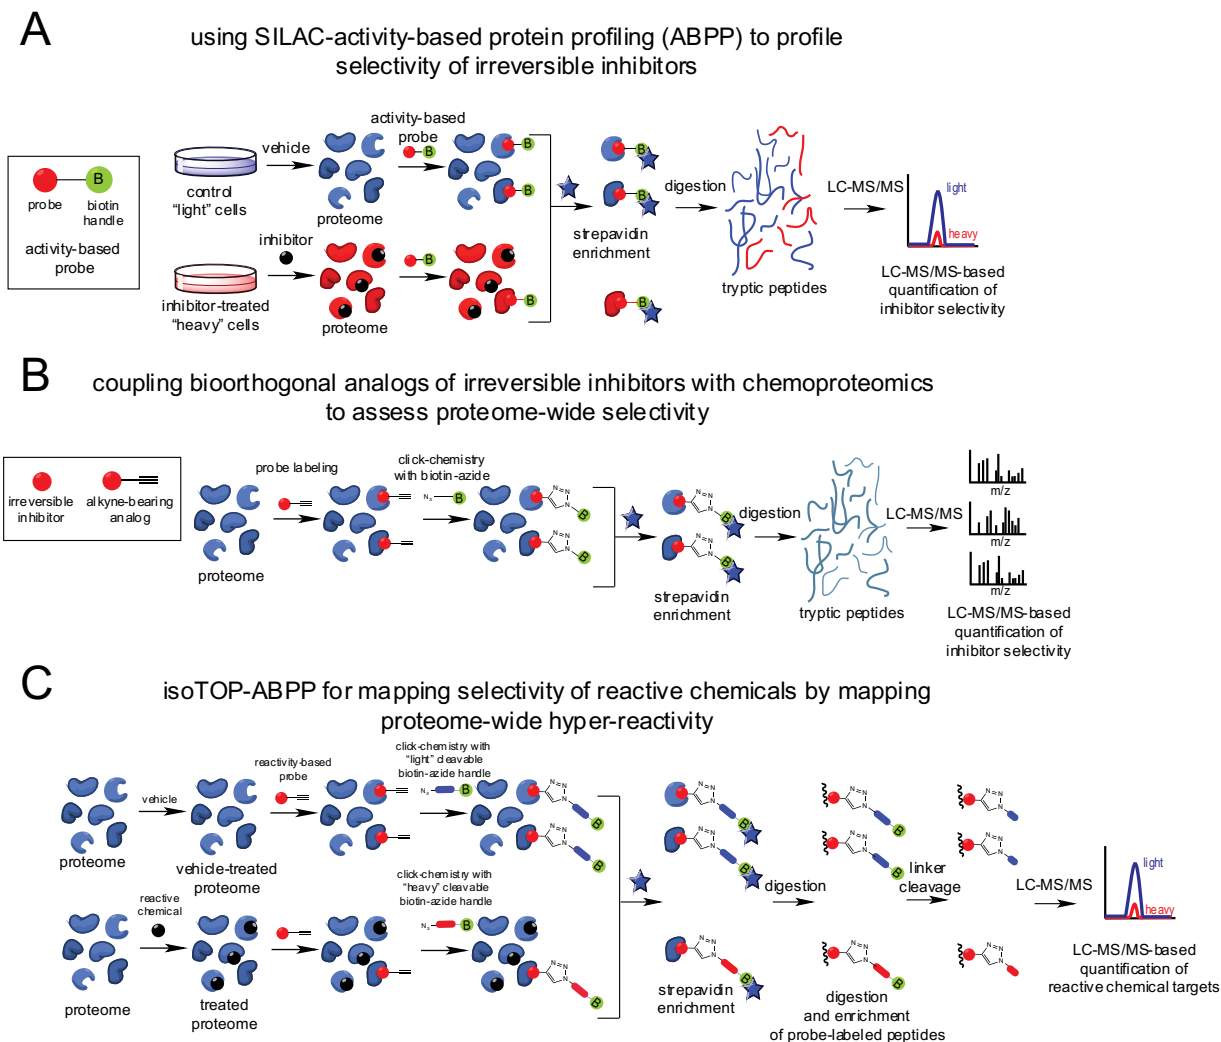 A
using SILAC-activity-based protein profiling (ABPP) to profile
selectivity of irreversible inhibitors
B
probe
biotin
handle
activity-based
probe
control
"light" cells
vehicle
proteome
activity-based
probe
B
B
B
inhibitor-treated
"heavy" cells
inhibitor
proteome
B
B
strepavidin
enrichment
B
B
B
digestion
tryptic peptides
LC-MS/MS
light
heavy
LC-MS/MS-based
quantification of
inhibitor selectivity
B
coupling bioorthogonal analogs of irreversible inhibitors with chemoproteomics
to assess proteome-wide selectivity
irreversible
inhibitor
alkyne-bearing
analog
proteome
probe labeling
click-chemistry
with biotin-azide
N3
B
N=N
N
B
N=N
N
B
strepavidin
enrichment
N=N
N
B
N=N
N
B
digestion
tryptic peptides
LC-MS/MS
m/z
m/z
m/z
LC-MS/MS-based
quantification of
inhibitor selectivity
C
isoTOP-ABPP for mapping selectivity of reactive chemicals by mapping
proteome-wide hyper-reactivity
proteome
vehicle
vehicle-treated
proteome
reactivity-based
probe
click-chemistry with
"light" cleavable
biotin-azide handle
N3
B
N=N
N
B
N=N
N
B
proteome
reactive
chemical
treated
proteome
click-chemistry with
"heavy" cleavable
biotin-azide handle
N3
B
N=N
N
B
strepavidin
enrichment
N=N
N
B
N=N
N
B
N=N
N
B
digestion
N=N
N
B
N=N
N
B
N=N
N
B
digestion
and enrichment
of probe-labeled peptides
linker
cleavage
N=N
N
N=N
N
N=N
N
LC-MS/MS
light
heavy
LC-MS/MS-based
quantification of
reactive chemical targets